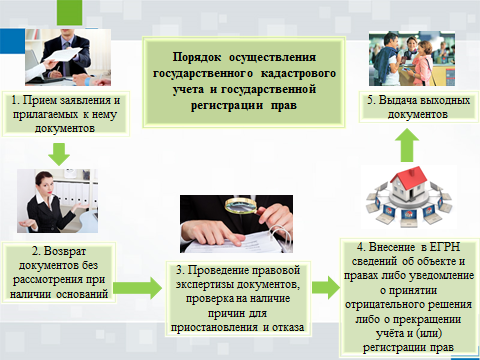 Порядок осуществления
государственного кадастрового
учета и государственной
регистрации прав
1. Прием заявления и
прилагаемых к нему
документов
2. Возврат
документов без
рассмотрения при
наличии оснований
3. Проведение правовой
экспертизы документов,
проверка на наличие
причин для
приостановления и отказа
4. Внесение в ЕГРН
сведений об объекте и
правах либо уведомление
о принятии
отрицательного решения
либо о прекращении
учёта и (или)
регистрации прав
5. Выдача выходных
документов